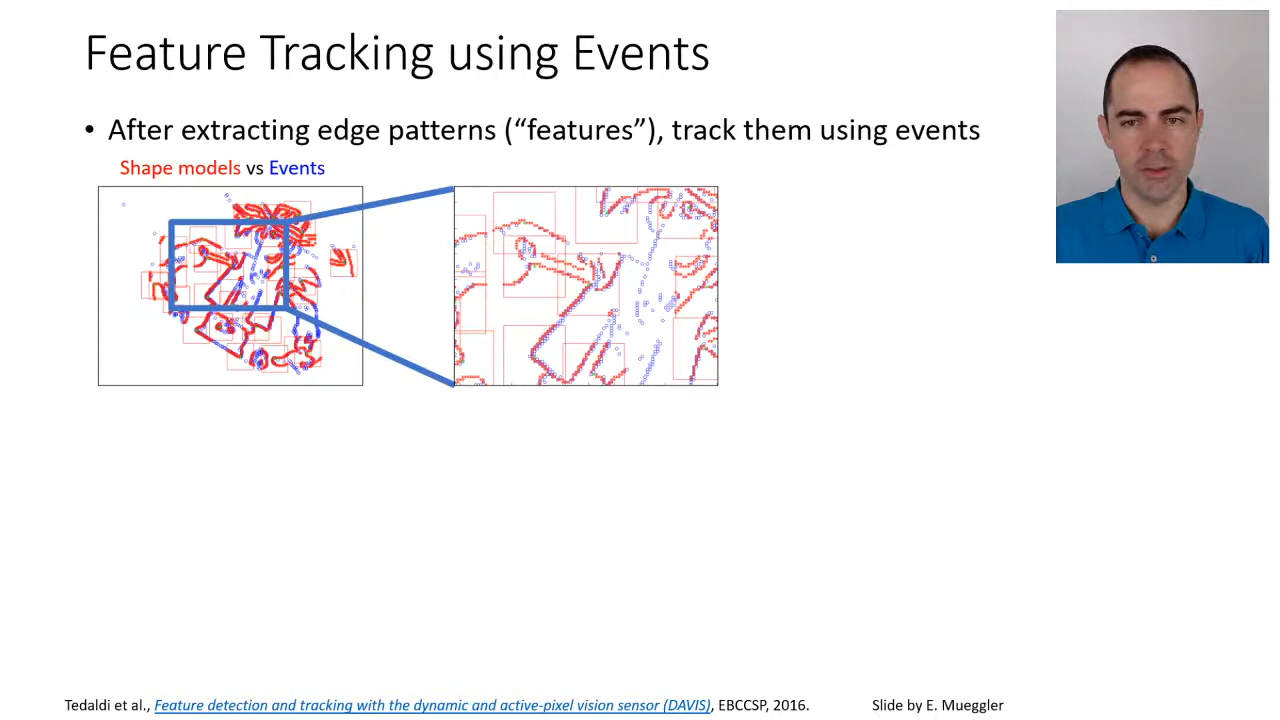 Feature Tracking using Events
• After extracting edge patterns (“features”), track them using events
Shape models vs Events
Tedaldi et al., Feature detection and tracking with the dynamic and active-pixel vision sensor (DAVIS), EBCCSP, 2016.
Slide by E. Mueggler